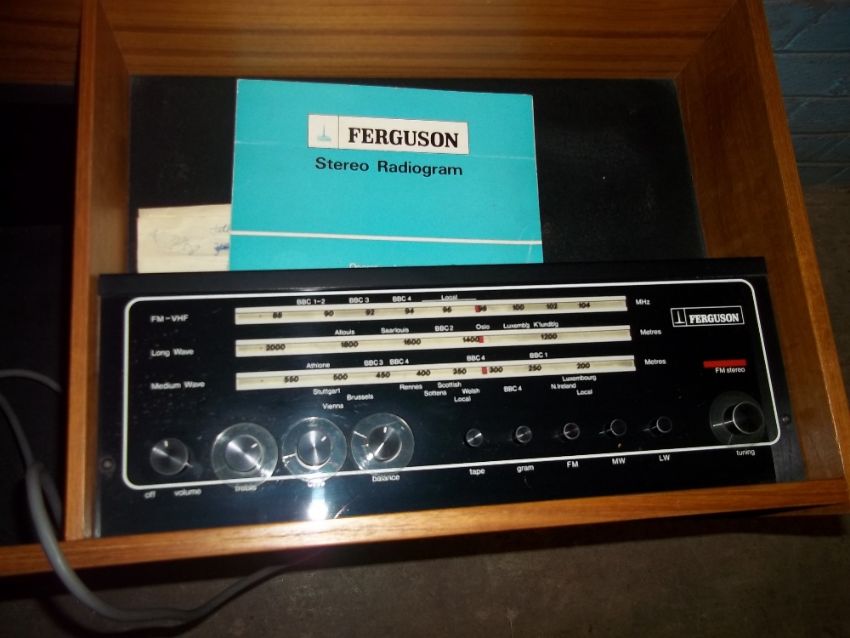 FERGUSON
Stereo Radiogram
BBC 1-2 BBC 3 BBC 4 Local
FM-VHF 88 90 92 94 96 98 100 102 104 MHz
FERGUSON
Allouis Saarlouis BBC 2 Oslo Luxemb'g K'lundb'g
Long Wave 2000 1800 1600 1400 1200 Metres
Athlone BBC 3 BBC 4 BBC 4 BBC 1
Medium Wave 550 500 450 400 350 300 250 200 Metres
FM stereo
Stuttgart Brussels Rennes Scottish Luxembourg
Vienna Sottens Welsh BBC 4 N.Ireland Local
Local
off volume treble bass balance tape gram FM MW LW tuning